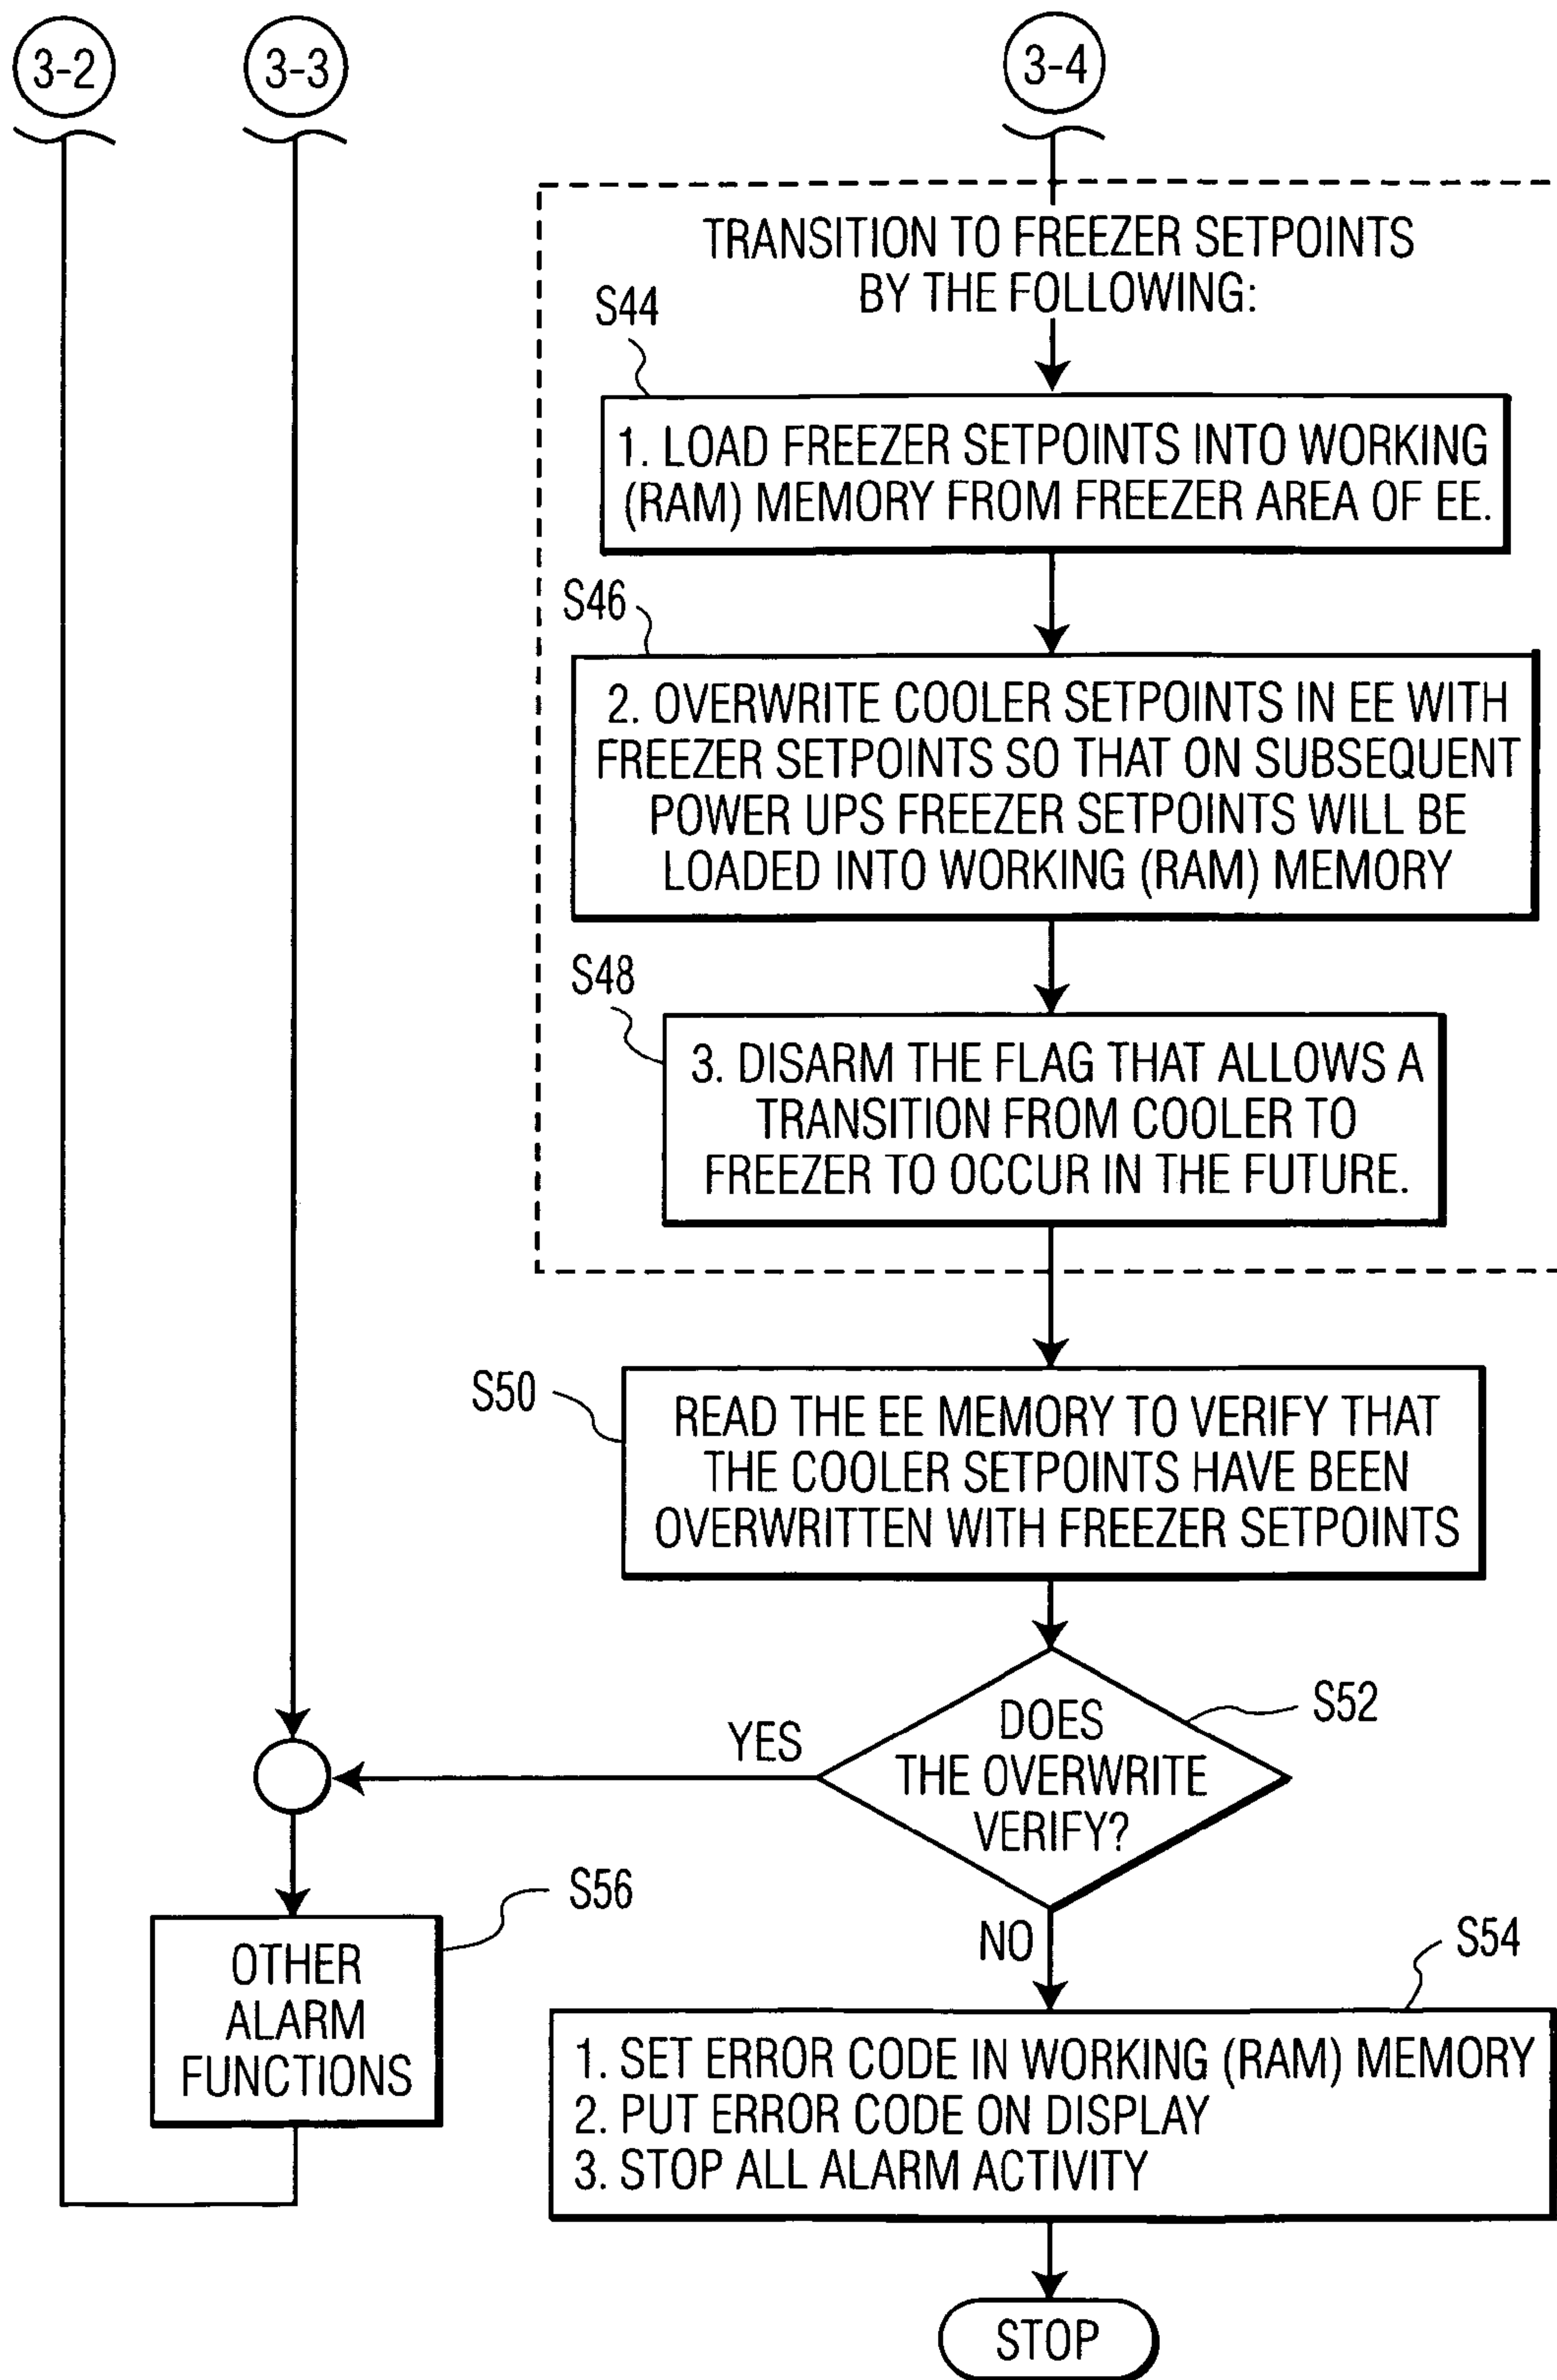 3-2
3-3
3-4
TRANSITION TO FREEZER SETPOINTS
BY THE FOLLOWING:
S44
1. LOAD FREEZER SETPOINTS INTO WORKING
(RAM) MEMORY FROM FREEZER AREA OF EE.
S46
2. OVERWRITE COOLER SETPOINTS IN EE WITH
FREEZER SETPOINTS SO THAT ON SUBSEQUENT
POWER UPS FREEZER SETPOINTS WILL BE
LOADED INTO WORKING (RAM) MEMORY
S48
3. DISARM THE FLAG THAT ALLOWS A
TRANSITION FROM COOLER TO
FREEZER TO OCCUR IN THE FUTURE.
S50
READ THE EE MEMORY TO VERIFY THAT
THE COOLER SETPOINTS HAVE BEEN
OVERWRITTEN WITH FREEZER SETPOINTS
S52
DOES
THE OVERWRITE
VERIFY?
YES
NO
S56
OTHER
ALARM
FUNCTIONS
S54
1. SET ERROR CODE IN WORKING (RAM) MEMORY
2. PUT ERROR CODE ON DISPLAY
3. STOP ALL ALARM ACTIVITY
STOP